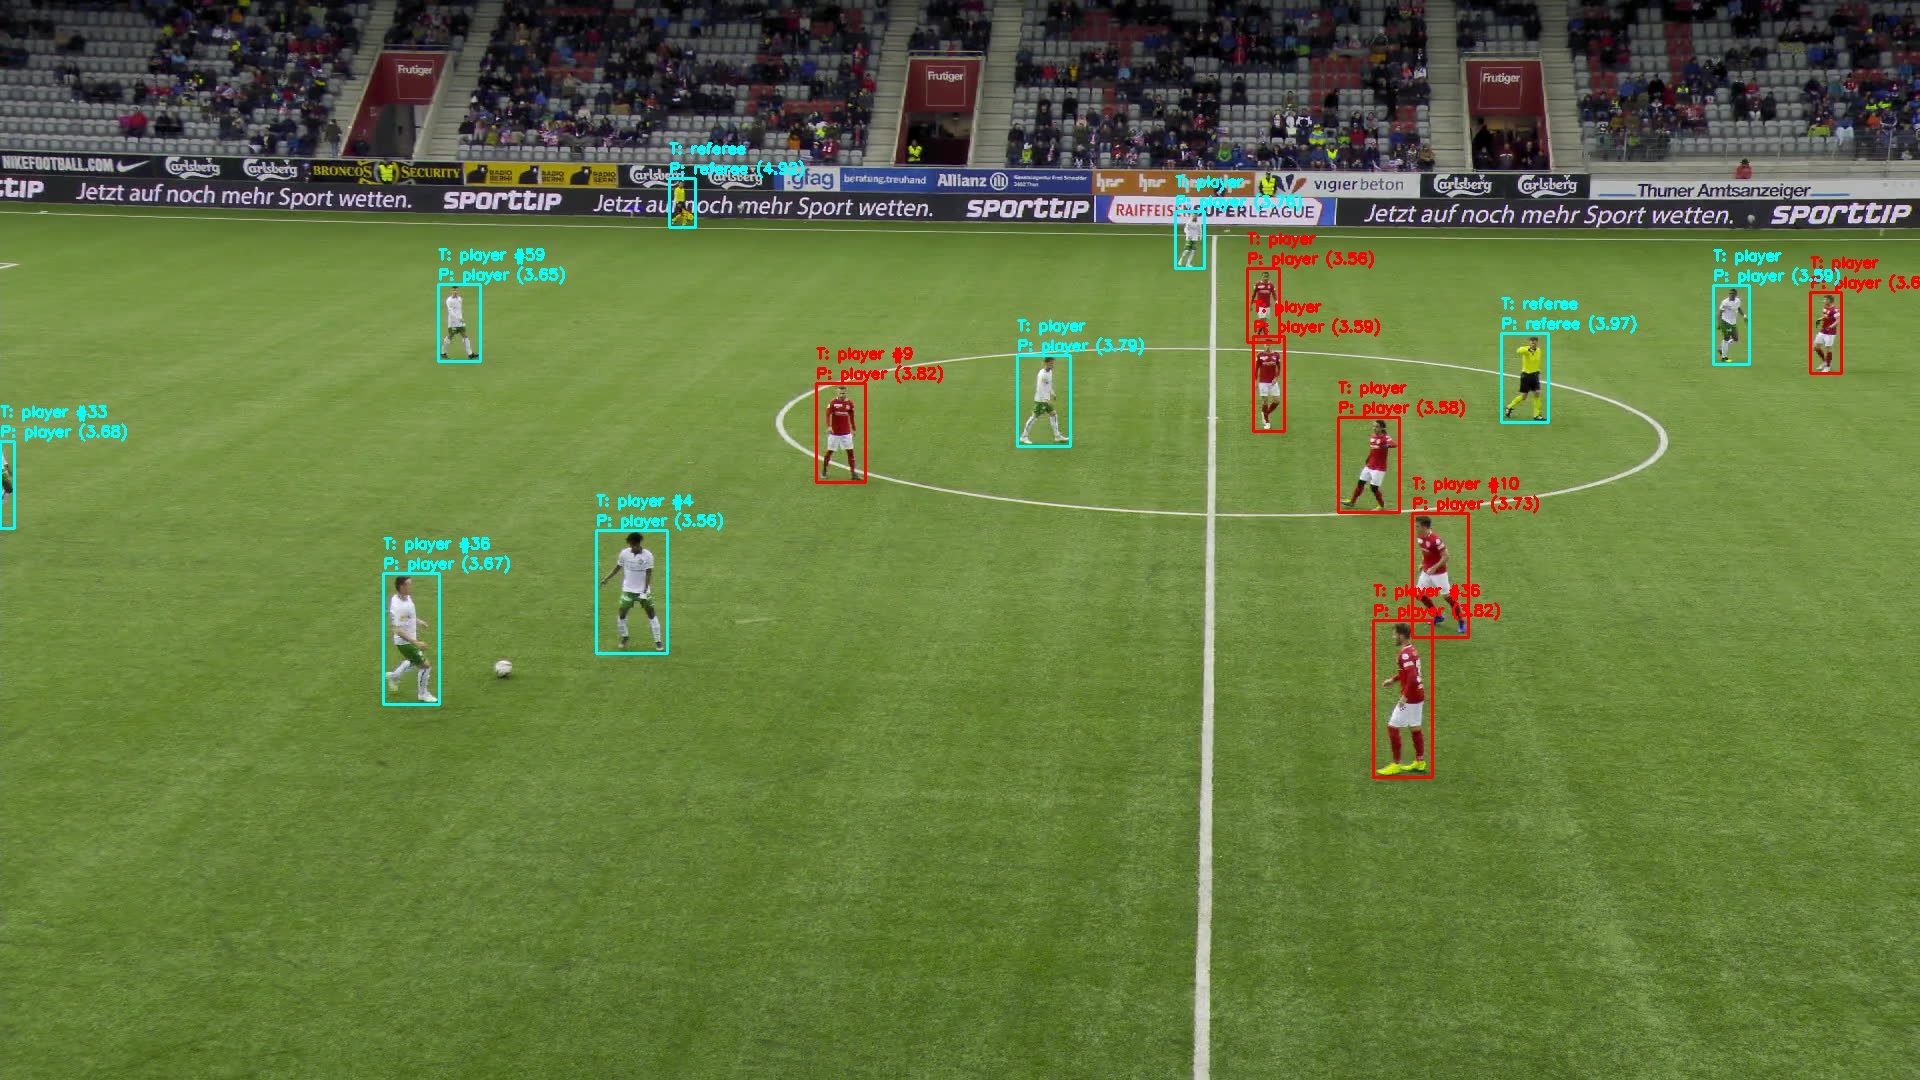 Frutiger
Frutiger
Frutiger
NIKEFOOTBALL.COM
Carlsberg
Carlsberg
BRONCOS SECURITY
RADIO BERN1
RADIO BERN1
Carlsberg
Carlsberg
.gfag
beratung.treuhand
Allianz
vigier beton
Carlsberg
Carlsberg
Thuner Amtsanzeiger
TTIP
Jetzt auf noch mehr Sport wetten.
SPORTTIP
Jetzt auf noch mehr Sport wetten.
SPORTTIP
RAIFFEISEN SUPER LEAGUE
Jetzt auf noch mehr Sport wetten.
SPORTTIP
T: referee
P: referee (4.92)
T: player
P: player (3.76)
T: player
P: player (3.56)
T: player #59
P: player (3.65)
T: player
P: player (3.59)
T: player
P: player (3.6
T: player
P: player (3.59)
T: referee
P: referee (3.97)
T: player
P: player (3.79)
T: player #9
P: player (3.82)
T: player
P: player (3.58)
T: player #33
P: player (3.68)
T: player #10
P: player (3.73)
T: player #4
P: player (3.56)
T: player #36
P: player (3.67)
T: player #36
P: player (3.82)